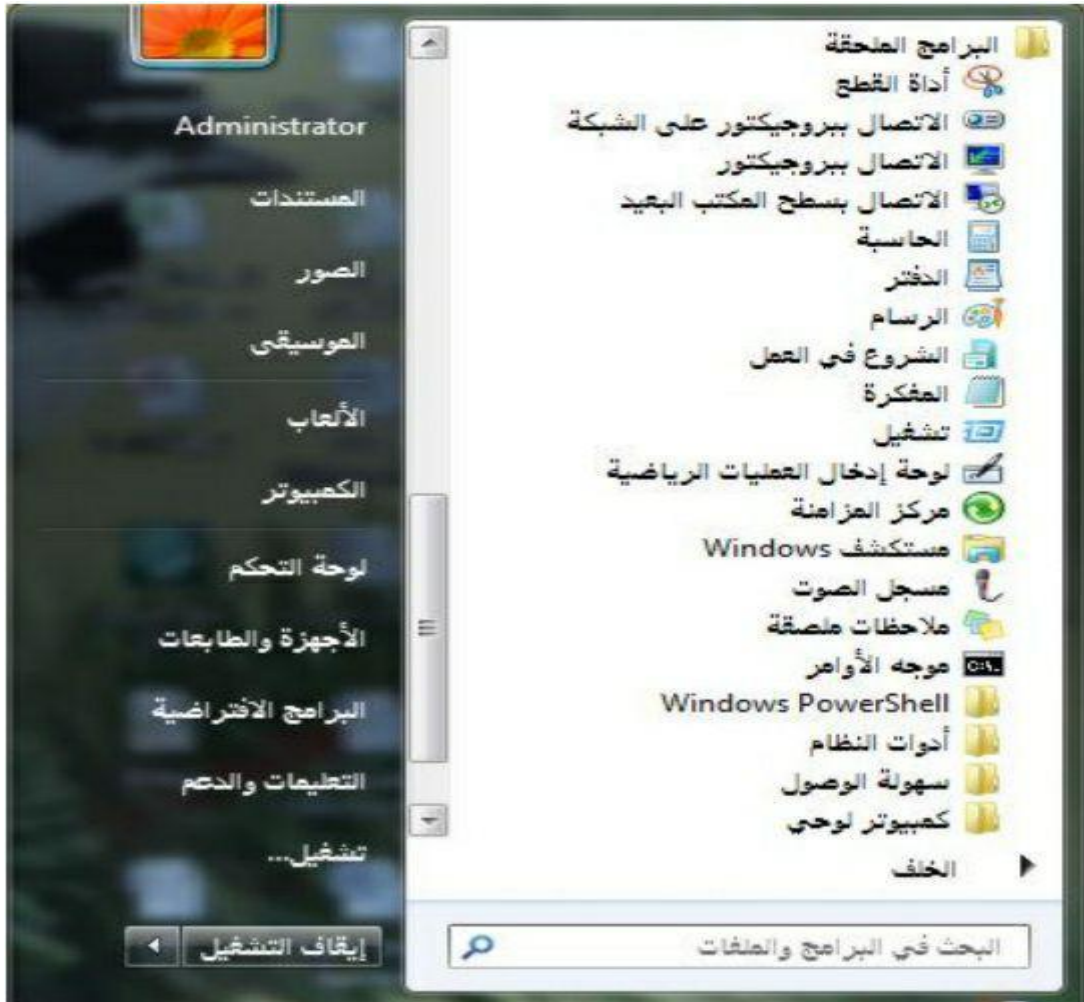 البرامج الملحقة
أداة القطع
الاتصال ببروجيكتور على الشبكة
الاتصال ببروجيكتور
الاتصال بسطح المكتب البعيد
الحاسبة
الدفتر
الرسام
الشروع في العمل
المفكرة
تشغيل
لوحة إدخال العمليات الرياضية
مركز المزامنة
مستكشف Windows
مسجل الصوت
ملاحظات ملصقة
موجه الأوامر
Windows PowerShell
أدوات النظام
سهولة الوصول
كمبيوتر لوحي
الخلف
البحث في البرامج والملفات
Administrator
المستندات
الصور
الموسيقى
الألعاب
الكمبيوتر
لوحة التحكم
الأجهزة والطابعات
البرامج الافتراضية
التعليمات والدعم
تشغيل...
إيقاف التشغيل